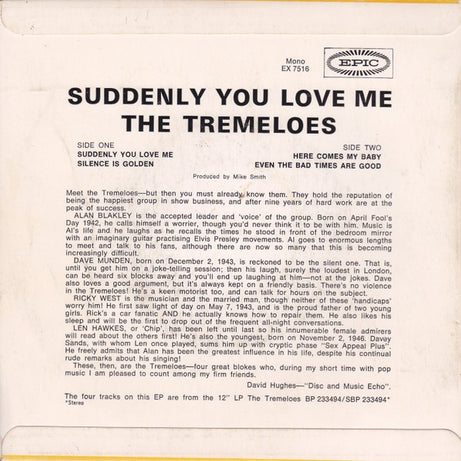 Mono
EX 7516
EPIC
SUDDENLY YOU LOVE ME
THE TREMELOES
SIDE ONE
SUDDENLY YOU LOVE ME
SILENCE IS GOLDEN
SIDE TWO
HERE COMES MY BABY
EVEN THE BAD TIMES ARE GOOD
Produced by Mike Smith
Meet the Tremeloes—but then you must already know them. They hold the reputation of
being the happiest group in show business, and after nine years of hard work are at the
peak of success.
ALAN BLAKLEY is the accepted leader and 'voice' of the group. Born on April Fool's
Day 1942, he calls himself a worrier, though you'd never think it to be with him. Music is
Al's life and he laughs as he recalls the times he stood in front of the bedroom mirror
with an imaginary guitar practising Elvis Presley movements. Al goes to enormous lengths
to meet and talk to his fans, although there are now so many that this is becoming
increasingly difficult.
DAVE MUNDEN, born on December 2, 1943, is reckoned to be the silent one. That is,
until you get him on a joke-telling session; then his laugh, surely the loudest in London,
can be heard six blocks away and you'll end up laughing at him—not at the jokes. Dave
also loves a good argument, but it's always kept on a friendly basis. There's no violence
in the Tremeloes! He's a keen motorist, too, and can talk for hours on the subject.
RICKY WEST is the musician and the married man, though neither of these 'handicaps'
worry him! He first saw light of day on May 7, 1943, and is the proud father of two young
girls. Rick's a car fanatic AND he actually knows how to repair them. He also likes his
sleep and will be the first to drop out of the frequent all-night conversations.
LEN HAWKES, or 'Chip', has been left until last so his innumerable female admirers
will read about the others first! He's also the youngest, born on November 2, 1946. Davey
Sands, with whom Len once played, sums him up with cryptic phase "Sex Appeal Plus".
He freely admits that Alan has been the greatest influence in his life, despite his continual
rude remarks about his singing!
These, then, are the Tremeloes—four great blokes who, during my short time with pop
music I am pleased to count among my firm friends.
David Hughes—"Disc and Music Echo".
The four tracks on this EP are from the 12" LP The Tremeloes BP 233494/SBP 233494*
*Stereo